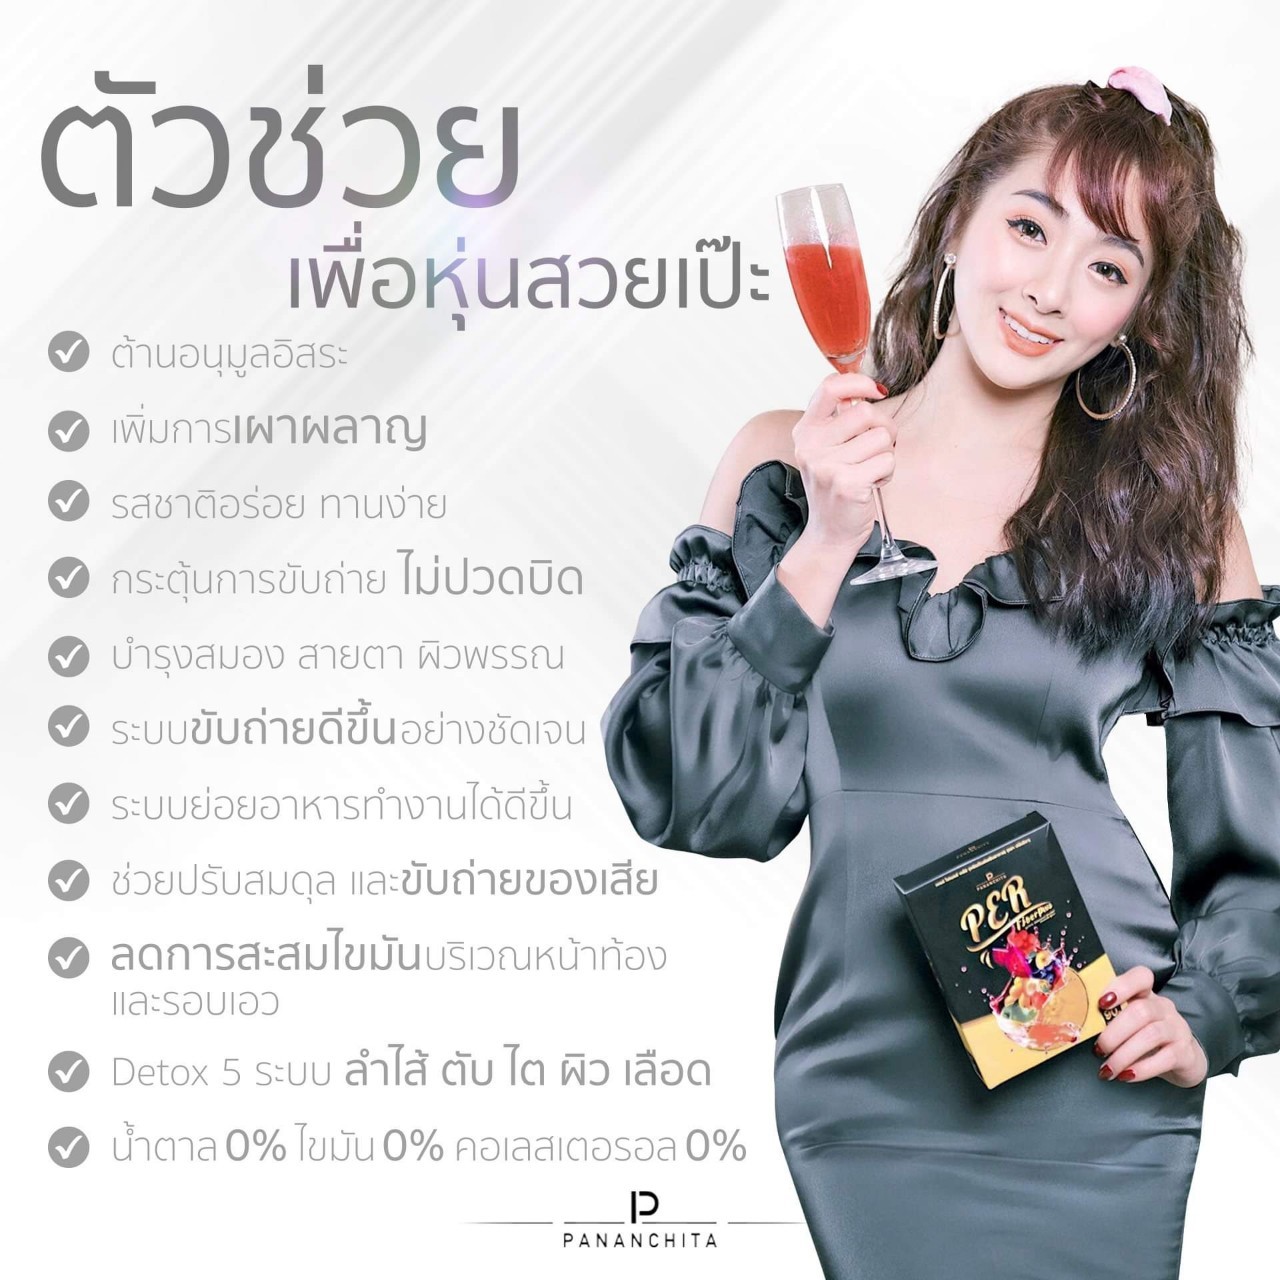 ตัวช่วย
เพื่อหุ่นสวยเป๊ะ
ต้านอนุมูลอิสระ
เพิ่มการเผาผลาญ
รสชาติอร่อย ทานง่าย
กระตุ้นการขับถ่าย ไม่ปวดบิด
บำรุงสมอง สายตา ผิวพรรณ
ระบบขับถ่ายดีขึ้นอย่างชัดเจน
ระบบย่อยอาหารทำงานได้ดีขึ้น
ช่วยปรับสมดุล และขับถ่ายของเสีย
ลดการสะสมไขมันบริเวณหน้าท้อง
และรอบเอว
Detox 5 ระบบ ลำไส้ ตับ ไต ผิว เลือด
น้ำตาล 0% ไขมัน 0% คอเลสเตอรอล 0%
PANANCHITA
PANANCHITA
P.E.R
Fiber Plus